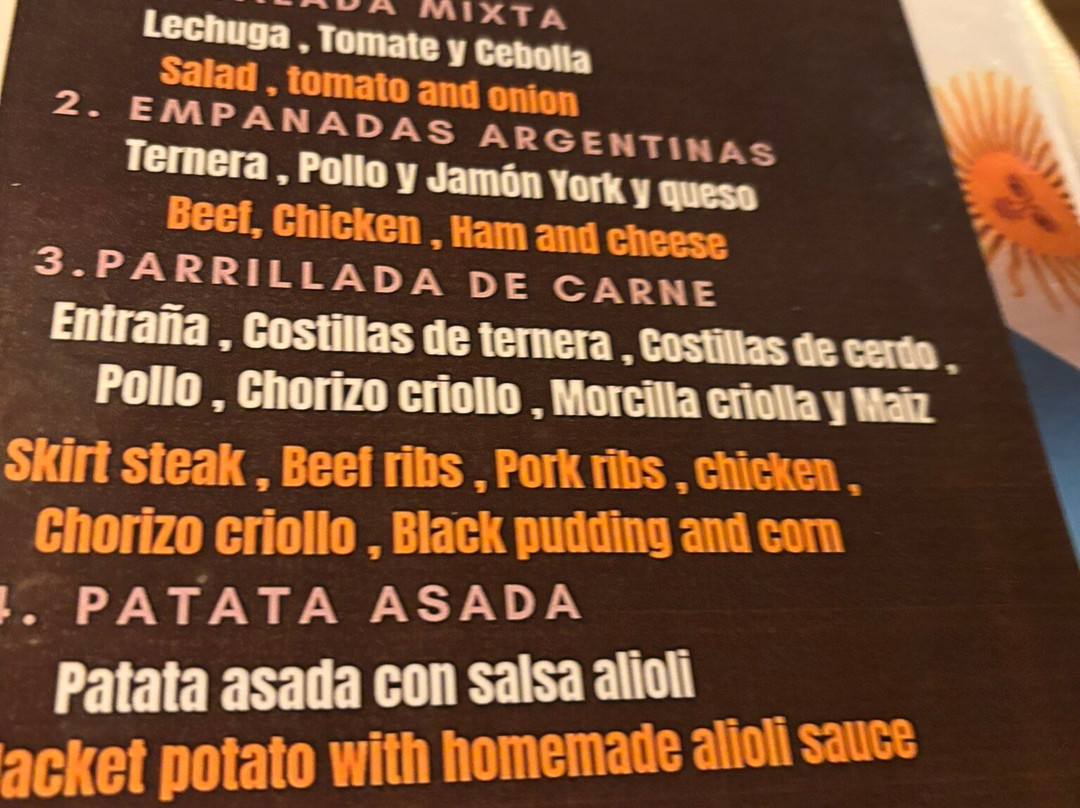 MIXTA
Lechuga , Tomate y Cebolla
Salad , tomato and onion
2. EMPANADAS ARGENTINAS
Ternera , Pollo y Jamón York y queso
Beef, Chicken , Ham and cheese
3.PARRILLADA DE CARNE
Entraña , Costillas de ternera , Costillas de cerdo ,
Pollo , Chorizo criollo , Morcilla criolla y Maiz
Skirt steak , Beef ribs , Pork ribs , chicken ,
Chorizo criollo , Black pudding and corn
4. PATATA ASADA
Patata asada con salsa alioli
Jacket potato with homemade alioli sauce